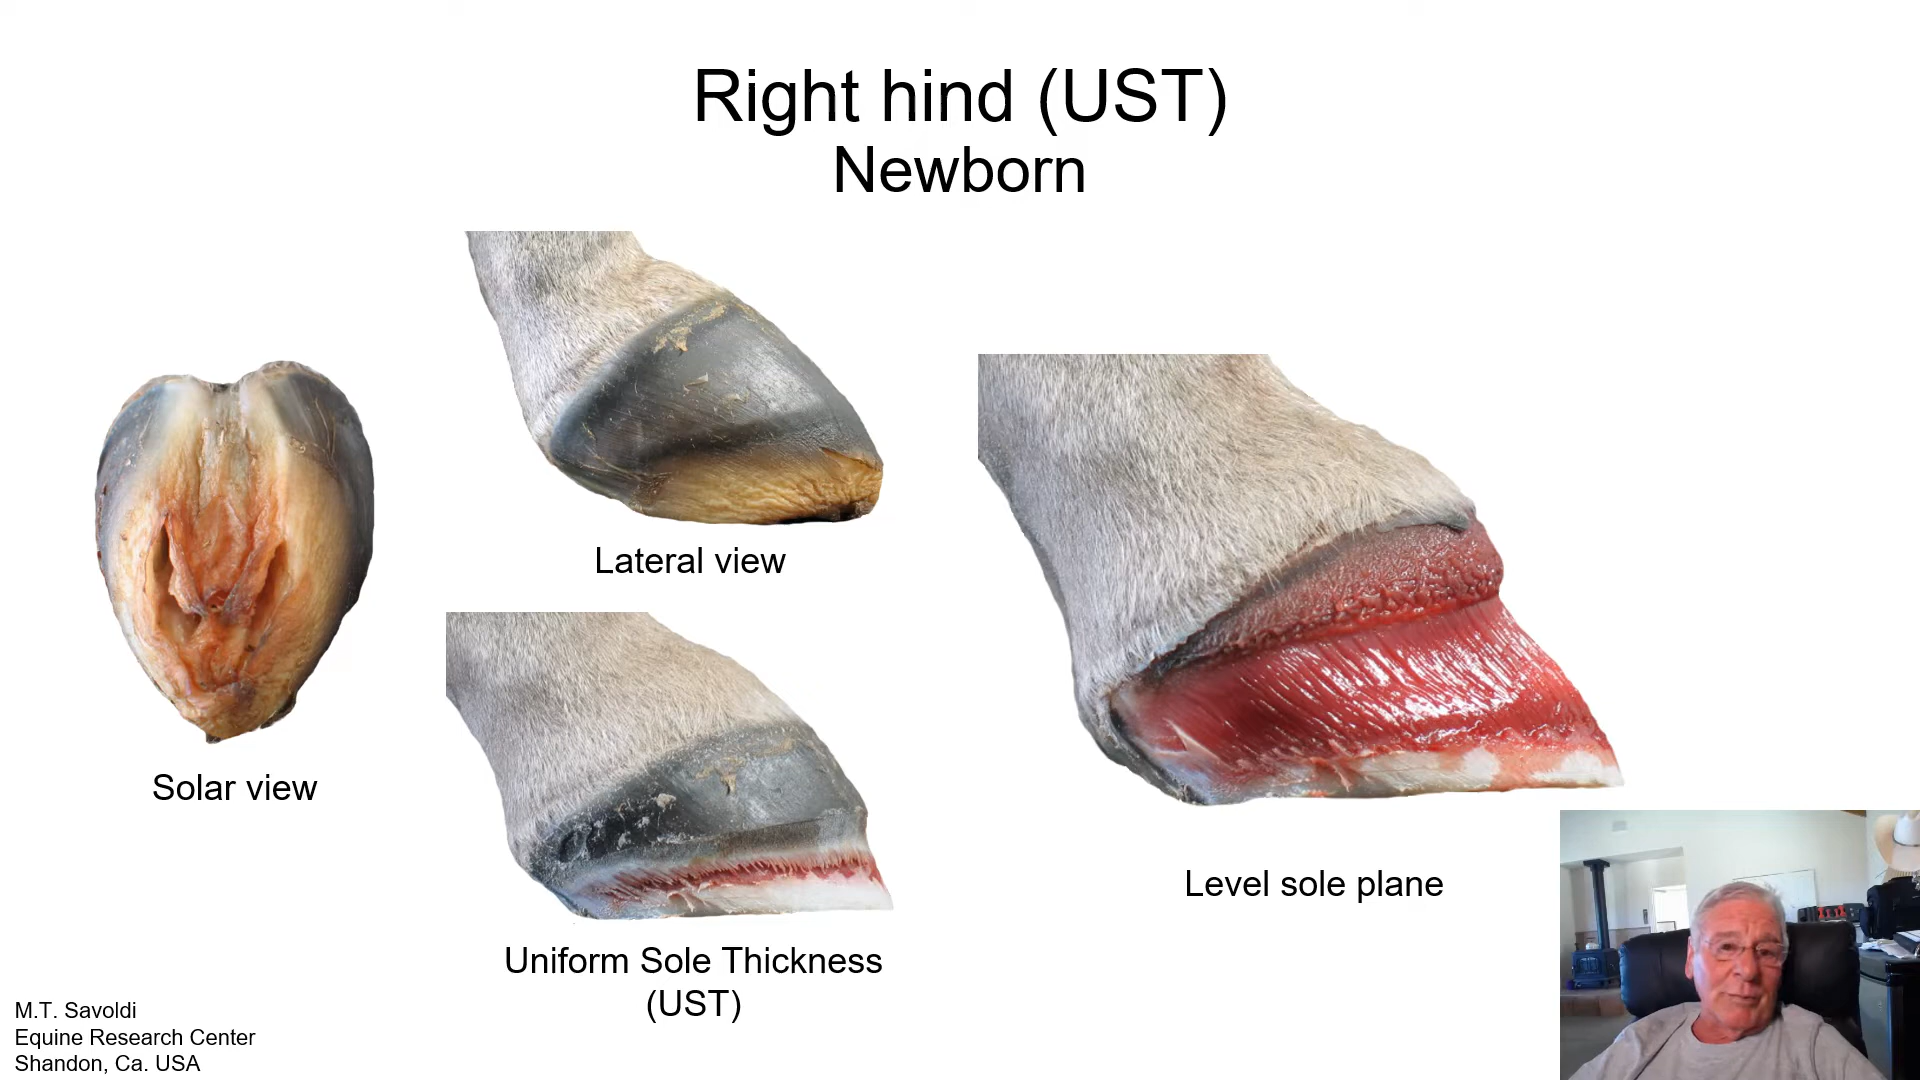 Right hind (UST)
Newborn
Solar view
Lateral view
Uniform Sole Thickness
(UST)
Level sole plane
M.T. Savoldi
Equine Research Center
Shandon, Ca. USA